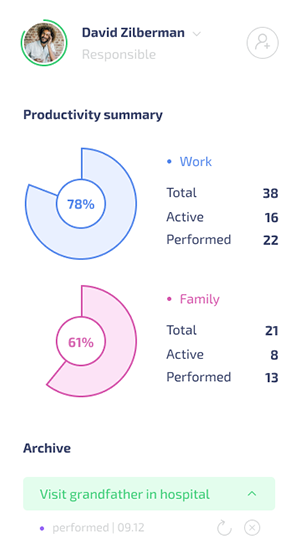 David Zilberman
Responsible
Productivity summary
78%
• Work
Total 38
Active 16
Performed 22
61%
• Family
Total 21
Active 8
Performed 13
Archive
Visit grandfather in hospital
• performed | 09.12